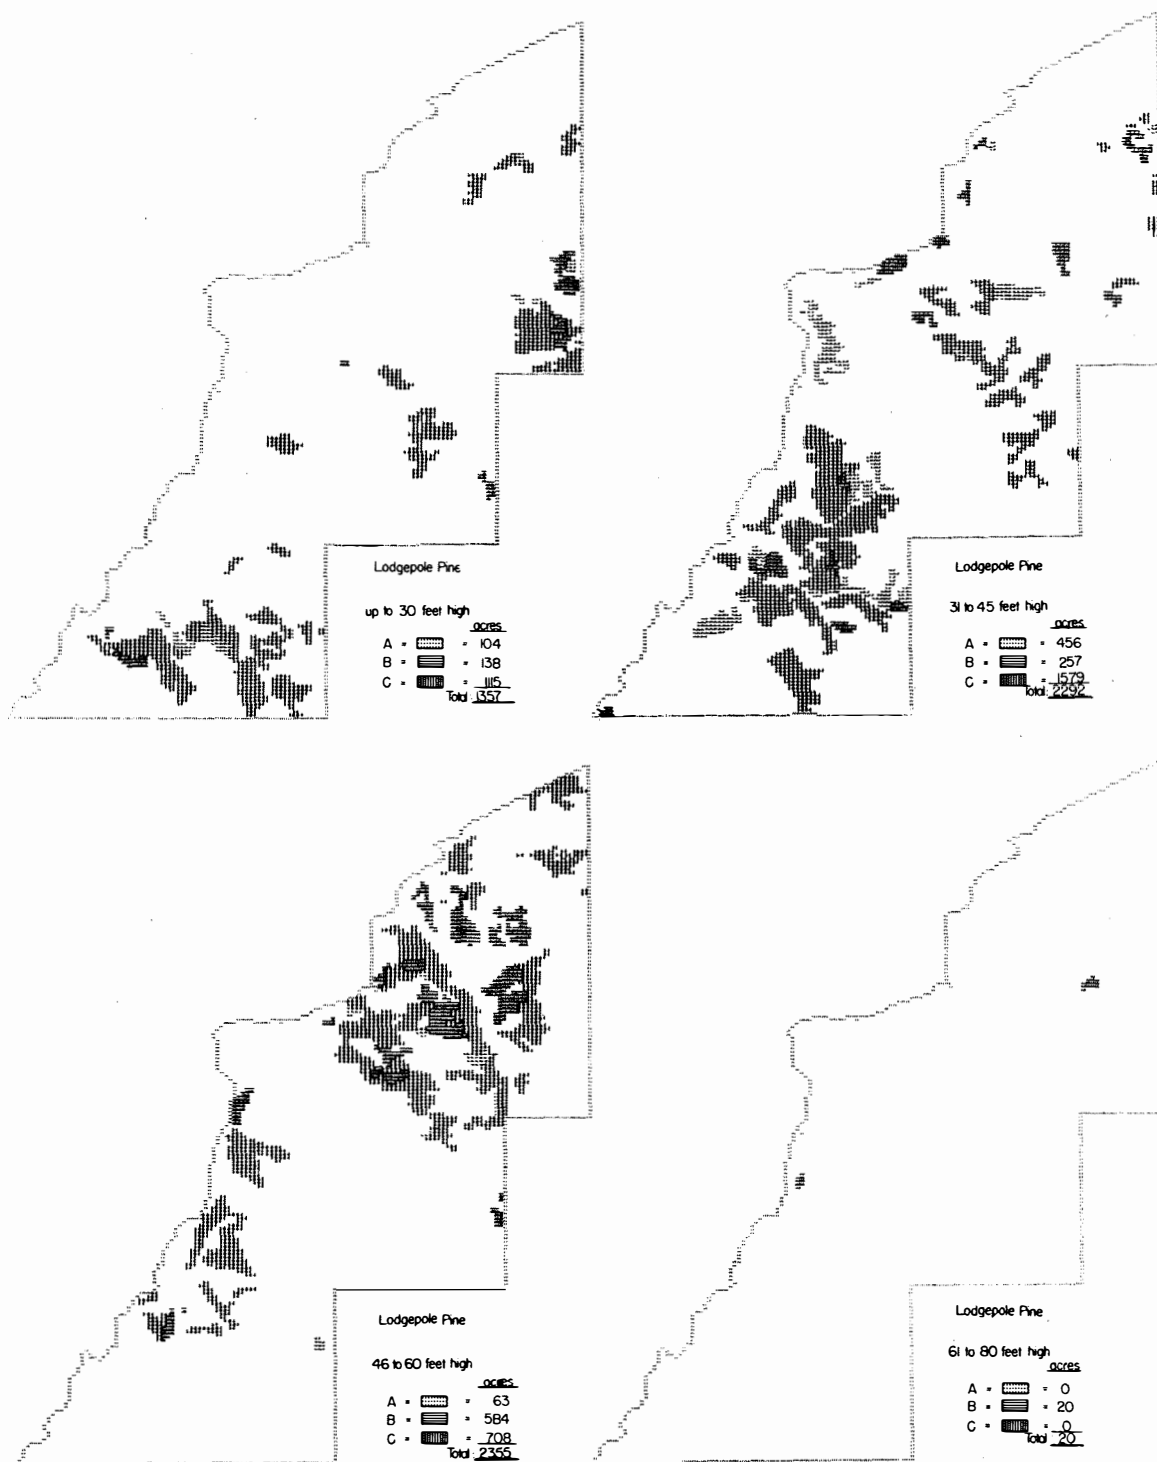 Lodgepole Pine
up to 30 feet high
acres
A = = 104
B = = 138
C = = 1115
Total 1357
Lodgepole Pine
31 to 45 feet high
acres
A = = 456
B = = 257
C = = 1579
Total 2292
Lodgepole Pine
46 to 60 feet high
acres
A = = 63
B = = 584
C = = 708
Total 2355
Lodgepole Pine
61 to 80 feet high
acres
A = = 0
B = = 20
C = = 0
Total 20